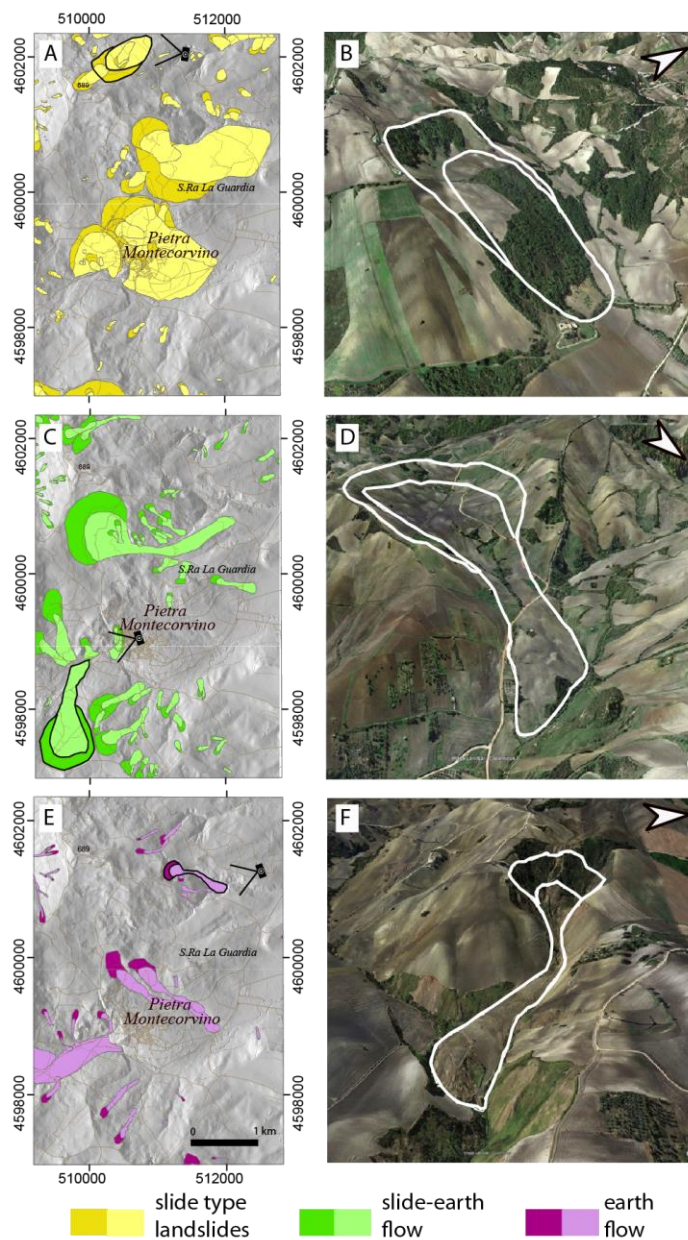 510000
512000
A
4602000
689
S.Ra La Guardia
4600000
Pietra
Montecorvino
4598000
B
C
4602000
689
4600000
S.Ra La Guardia
Pietra
Montecorvino
4598000
D
E
4602000
689
4600000
S.Ra La Guardia
Pietra
Montecorvino
4598000
0 1 km
510000
512000
F
slide type
landslides
slide-earth
flow
earth
flow